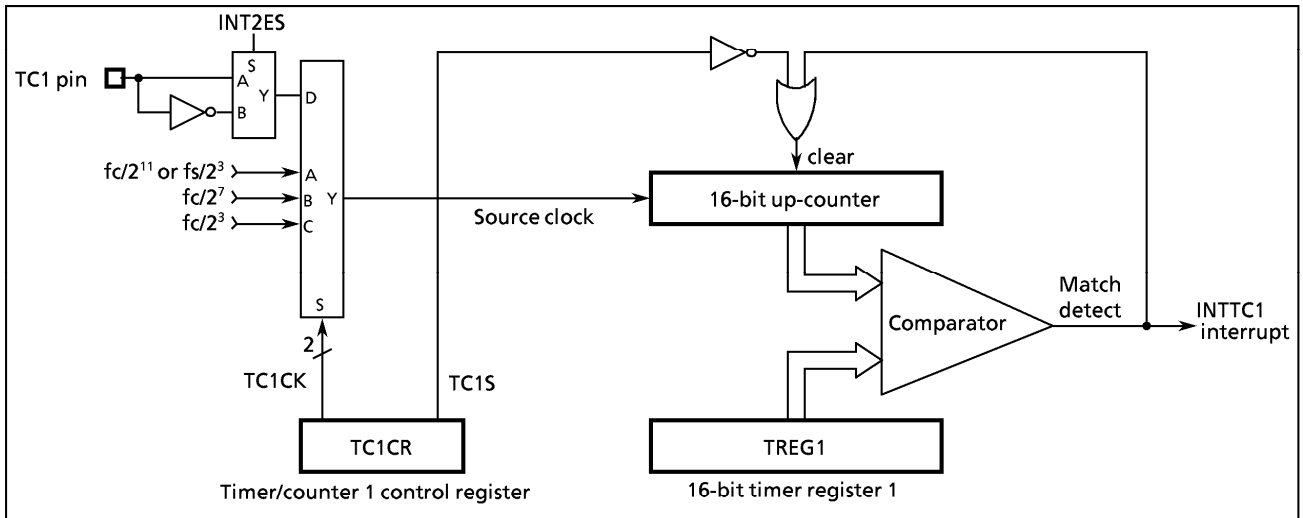 INT2ES
TC1 pin
S
A
Y
B
D
fc/2¹¹ or fs/2³
A
fc/2⁷
B
Y
fc/2³
C
S
2
TC1CK
TC1S
Source clock
clear
16-bit up-counter
Comparator
Match
detect
INTTC1
interrupt
TC1CR
Timer/counter 1 control register
TREG1
16-bit timer register 1